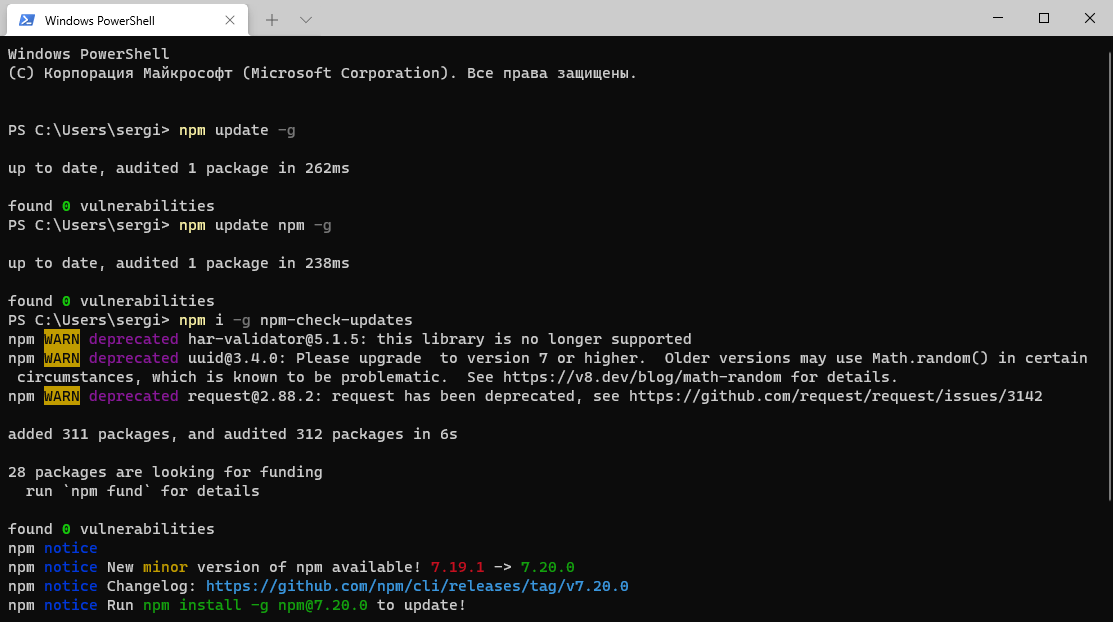 Windows PowerShell
Windows PowerShell
(C) Корпорация Майкрософт (Microsoft Corporation). Все права защищены.
PS C:\Users\sergi> npm update -g
up to date, audited 1 package in 262ms
found 0 vulnerabilities
PS C:\Users\sergi> npm update npm -g
up to date, audited 1 package in 238ms
found 0 vulnerabilities
PS C:\Users\sergi> npm i -g npm-check-updates
npm WARN deprecated har-validator@5.1.5: this library is no longer supported
npm WARN deprecated uuid@3.4.0: Please upgrade  to version 7 or higher.  Older versions may use Math.random() in certain
 circumstances, which is known to be problematic.  See https://v8.dev/blog/math-random for details.
npm WARN deprecated request@2.88.2: request has been deprecated, see https://github.com/request/request/issues/3142
added 311 packages, and audited 312 packages in 6s
28 packages are looking for funding
  run `npm fund` for details
found 0 vulnerabilities
npm notice
npm notice New minor version of npm available! 7.19.1 -> 7.20.0
npm notice Changelog: https://github.com/npm/cli/releases/tag/v7.20.0
npm notice Run npm install -g npm@7.20.0 to update!